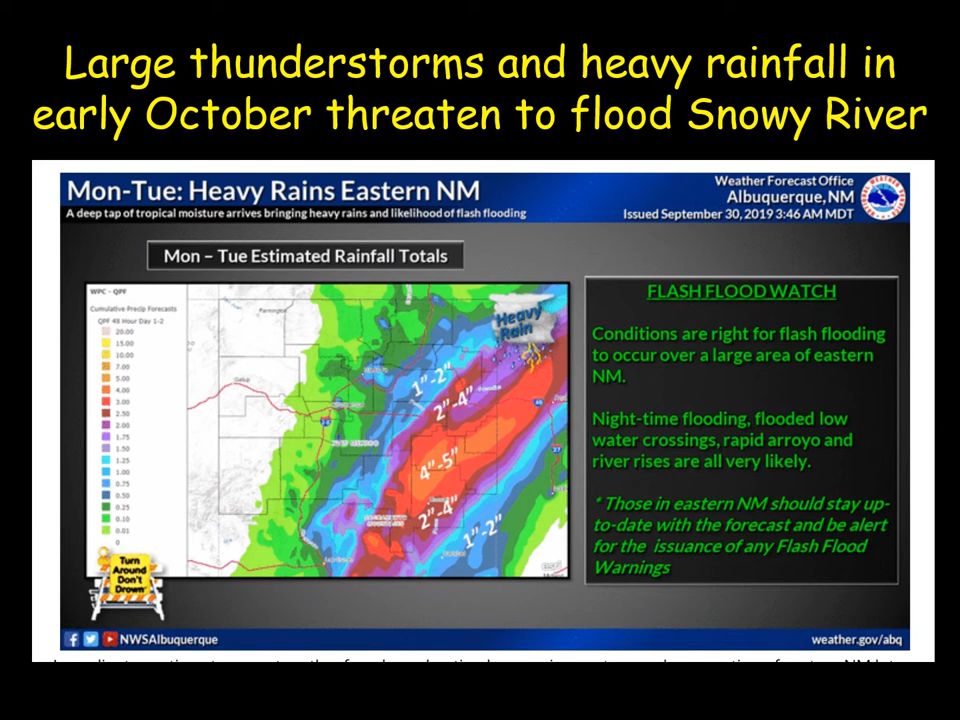 Large thunderstorms and heavy rainfall in
early October threaten to flood Snowy River
Mon-Tue: Heavy Rains Eastern NM
A deep tap of tropical moisture arrives bringing heavy rains and likelihood of flash flooding
Weather Forecast Office
Albuquerque, NM
Issued September 30, 2019 3:46 AM MDT
Mon – Tue Estimated Rainfall Totals
WPC - QPF
Cumulative Precip Forecasts
QPF 48 Hour Day 1-2
20.00
15.00
10.00
7.00
5.00
4.00
3.00
2.50
2.00
1.75
1.50
1.25
1.00
0.75
0.50
0.25
0.10
0.01
0
Farmington
Gallup
Heavy
Rain
1”-2”
2”-4”
4”-5”
2”-4”
1”-2”
25
40
27
Turn
Around
Don't
Drown
FLASH FLOOD WATCH
Conditions are right for flash flooding
to occur over a large area of eastern
NM.
Night-time flooding, flooded low
water crossings, rapid arroyo and
river rises are all very likely.
* Those in eastern NM should stay up-
to-date with the forecast and be alert
for the issuance of any Flash Flood
Warnings
NWSAlbuquerque
weather.gov/abq